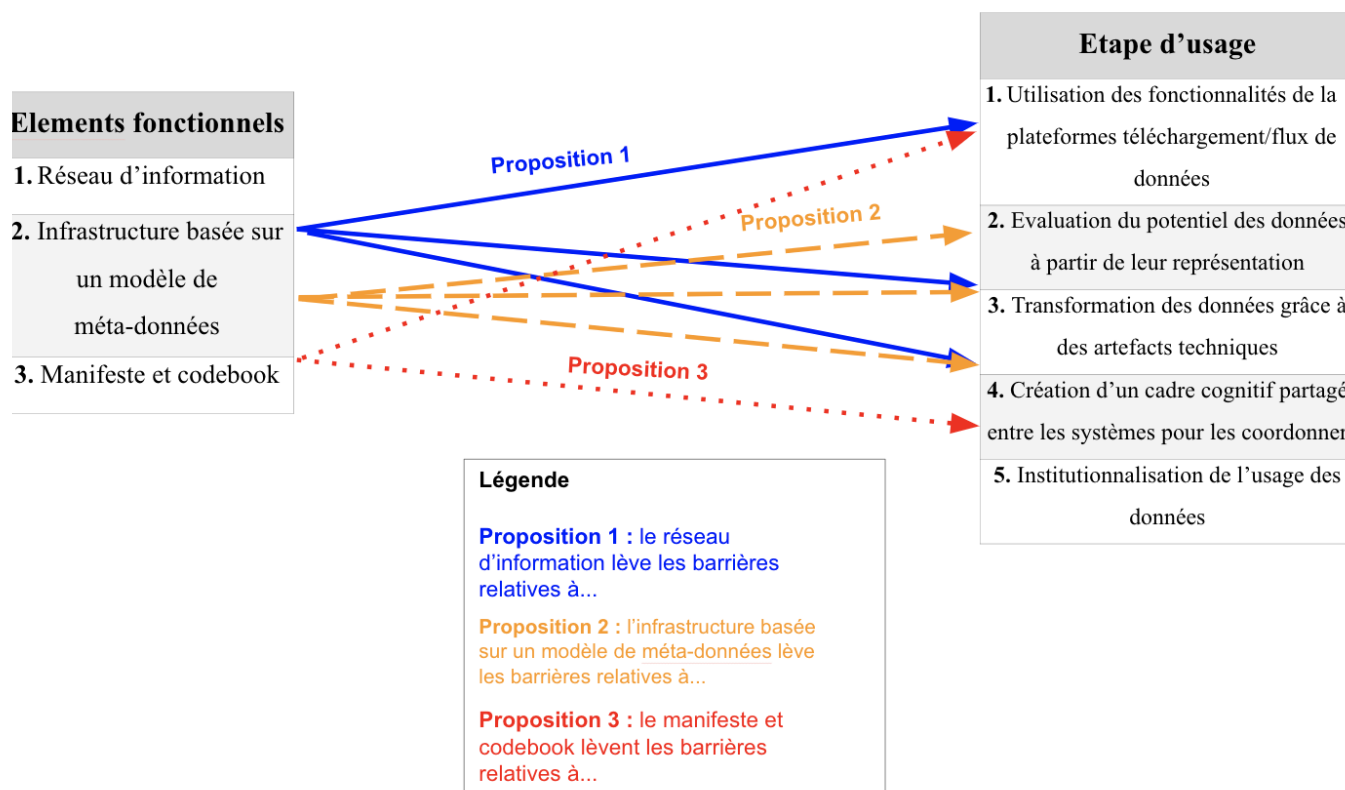 Elements fonctionnels
1. Réseau d'information
2. Infrastructure basée sur
un modèle de
méta-données
3. Manifeste et codebook
Proposition 1
Proposition 2
Proposition 3
Etape d'usage
1. Utilisation des fonctionnalités de la
plateformes téléchargement/flux de
données
2. Evaluation du potentiel des données
à partir de leur représentation
3. Transformation des données grâce à
des artefacts techniques
4. Création d'un cadre cognitif partagé
entre les systèmes pour les coordonner
5. Institutionnalisation de l'usage des
données
Légende
Proposition 1 : le réseau
d'information lève les barrières
relatives à...
Proposition 2 : l'infrastructure basée
sur un modèle de méta-données lève
les barrières relatives à...
Proposition 3 : le manifeste et
codebook lèvent les barrières
relatives à...